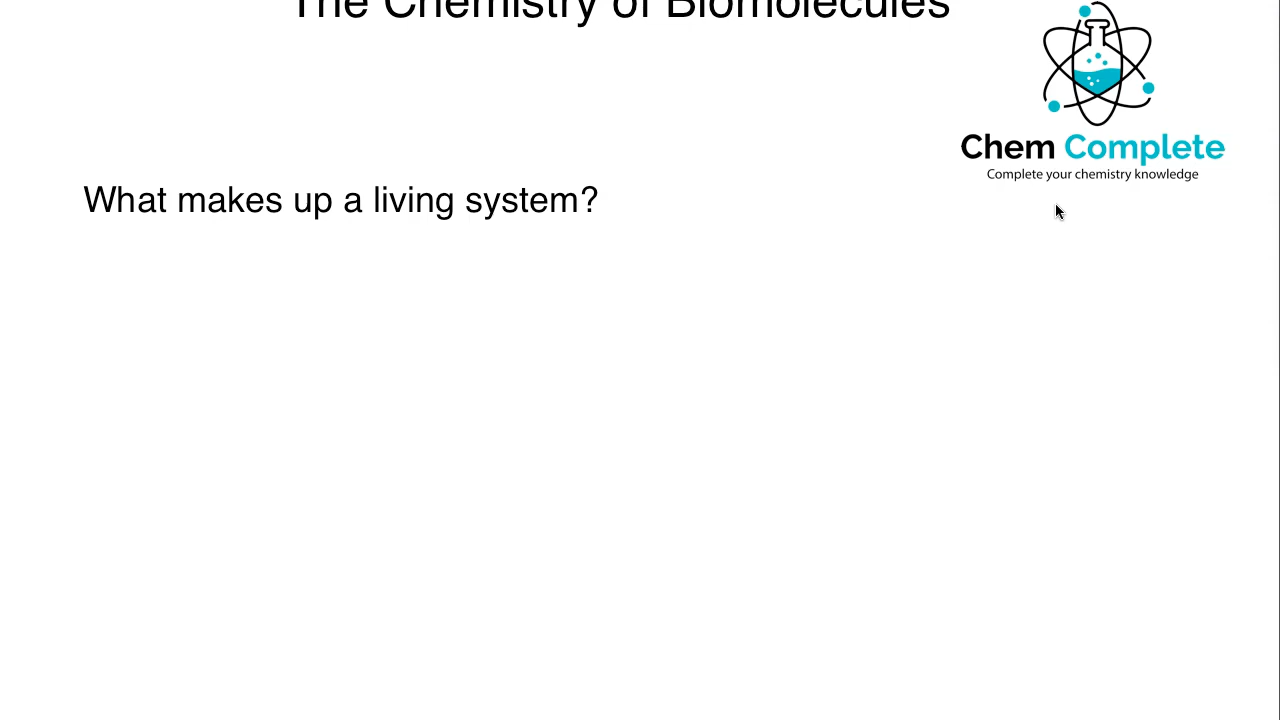 The Chemistry of Biomolecules
Chem Complete
Complete your chemistry knowledge
What makes up a living system?